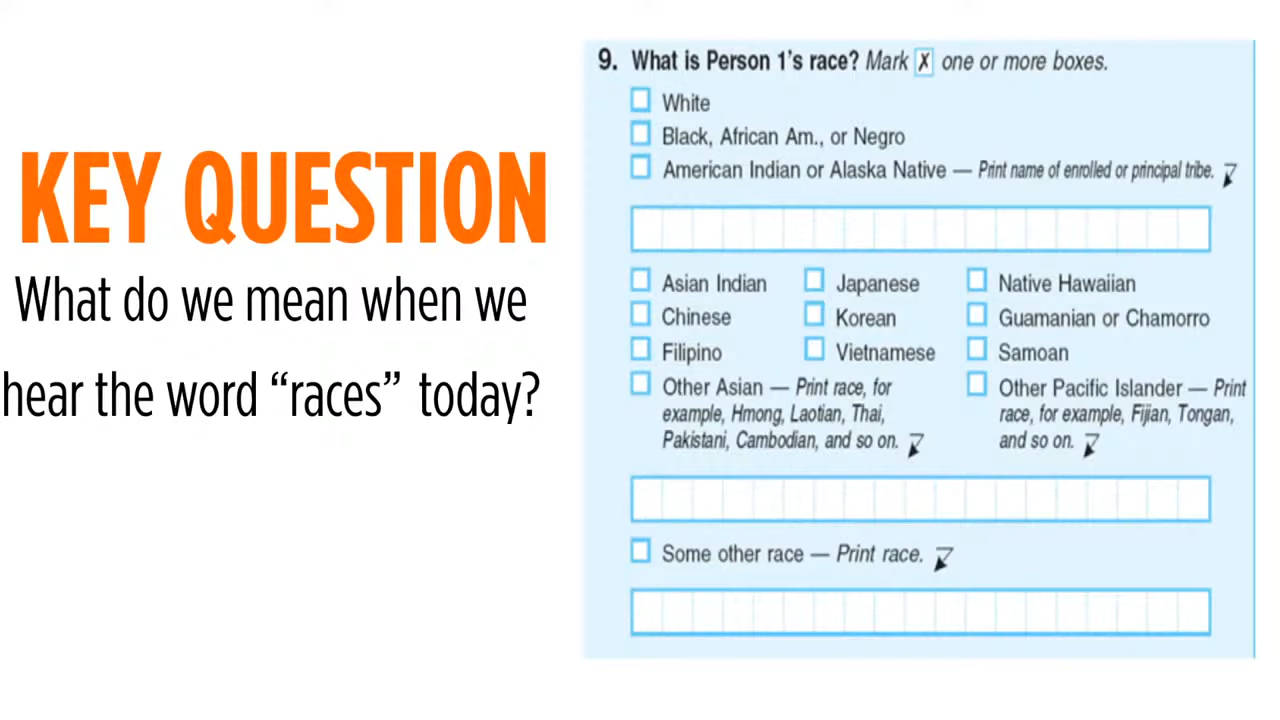 KEY QUESTION
What do we mean when we
hear the word “races” today?
9. What is Person 1's race? Mark X one or more boxes.
White
Black, African Am., or Negro
American Indian or Alaska Native — Print name of enrolled or principal tribe.
Asian Indian Japanese Native Hawaiian
Chinese Korean Guamanian or Chamorro
Filipino Vietnamese Samoan
Other Asian — Print race, for
example, Hmong, Laotian, Thai,
Pakistani, Cambodian, and so on.
Other Pacific Islander — Print
race, for example, Fijian, Tongan,
and so on.
Some other race — Print race.